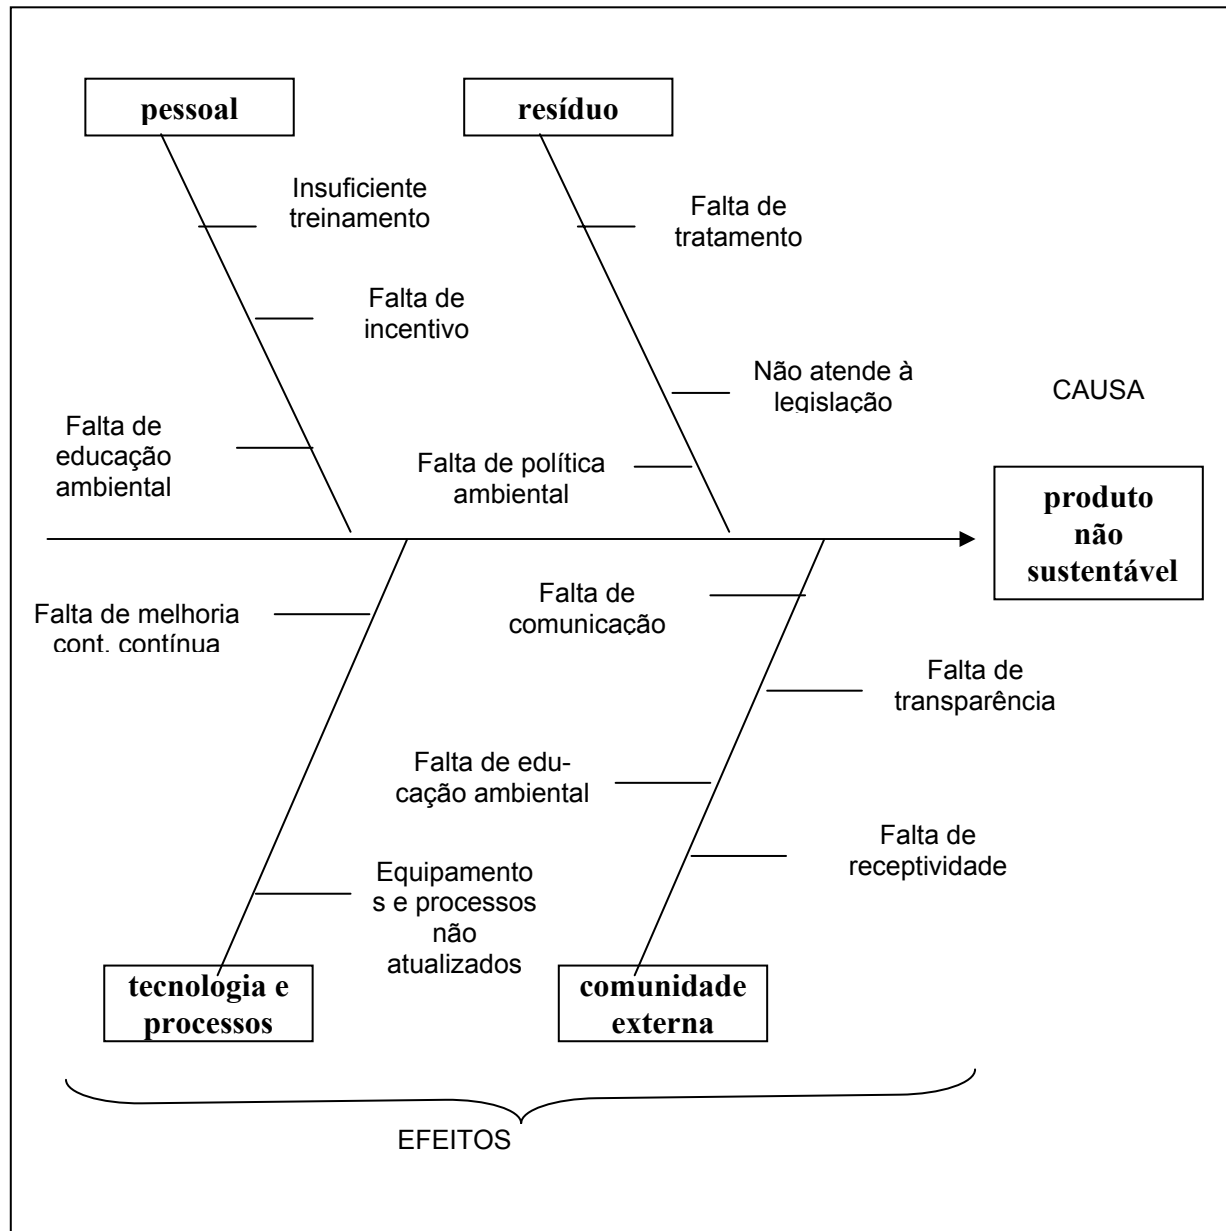 pessoal
resíduo
Insuficiente
treinamento
Falta de
tratamento
Falta de
incentivo
Não atende à
legislação
CAUSA
Falta de
educação
ambiental
Falta de política
ambiental
produto
não
sustentável
Falta de melhoria
cont. contínua
Falta de
comunicação
Falta de
transparência
Falta de edu-
cação ambiental
Falta de
receptividade
Equipamento
s e processos
não
atualizados
tecnologia e
processos
comunidade
externa
EFEITOS